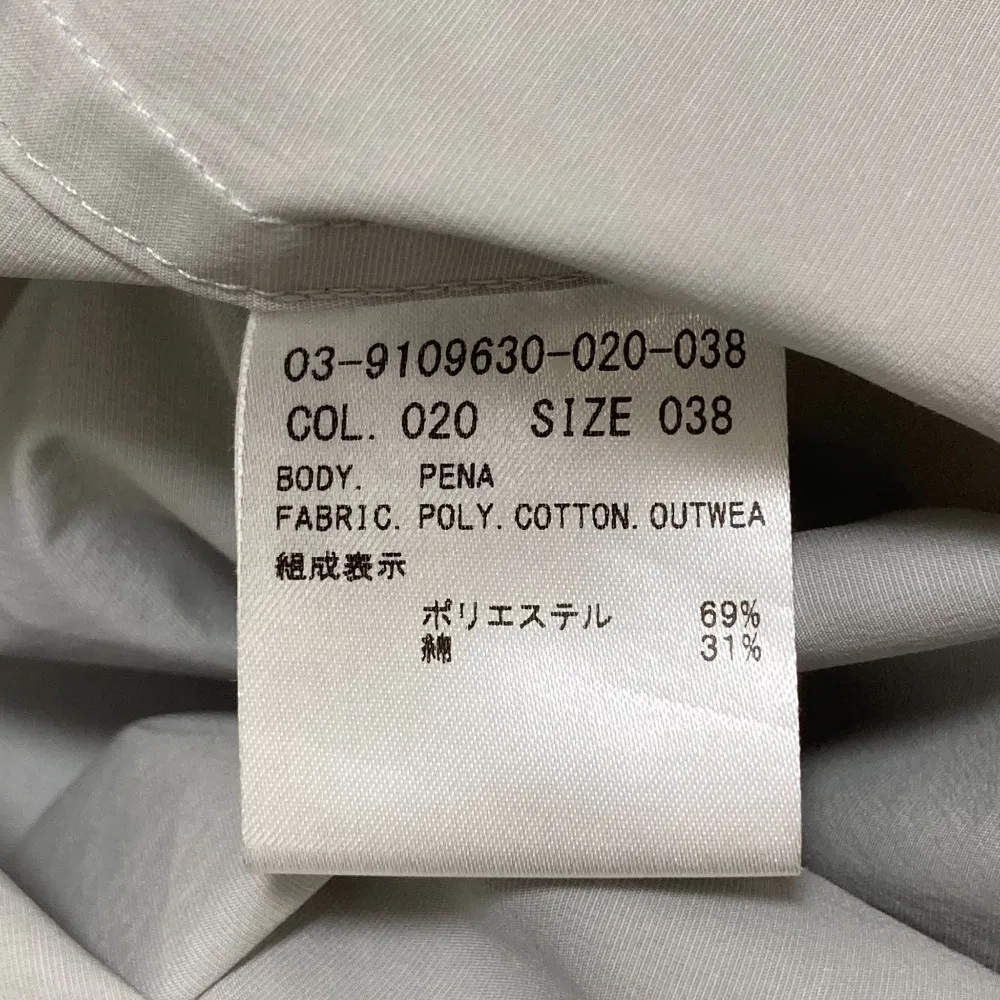 03-9109630-020-038
COL. 020 SIZE 038
BODY. PENA
FABRIC. POLY. COTTON. OUTWEA
組成表示
ポリエステル 69%
綿 31%